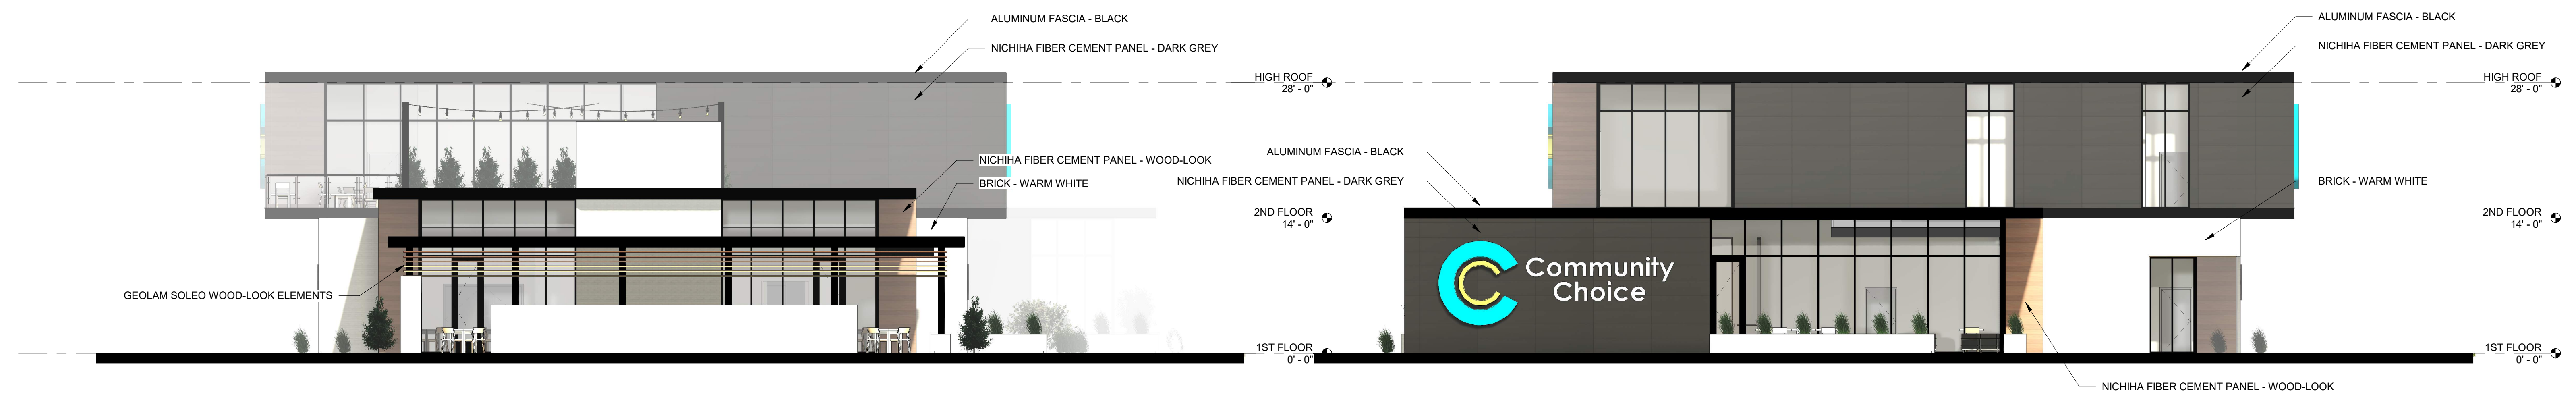 ALUMINUM FASCIA - BLACK
NICHIHA FIBER CEMENT PANEL - DARK GREY
HIGH ROOF
28' - 0"
NICHIHA FIBER CEMENT PANEL - WOOD-LOOK
BRICK - WARM WHITE
2ND FLOOR
14' - 0"
GEOLAM SOLEO WOOD-LOOK ELEMENTS
1ST FLOOR
0' - 0"
ALUMINUM FASCIA - BLACK
NICHIHA FIBER CEMENT PANEL - DARK GREY
HIGH ROOF
28' - 0"
ALUMINUM FASCIA - BLACK
NICHIHA FIBER CEMENT PANEL - DARK GREY
BRICK - WARM WHITE
2ND FLOOR
14' - 0"
Community
Choice
1ST FLOOR
0' - 0"
NICHIHA FIBER CEMENT PANEL - WOOD-LOOK